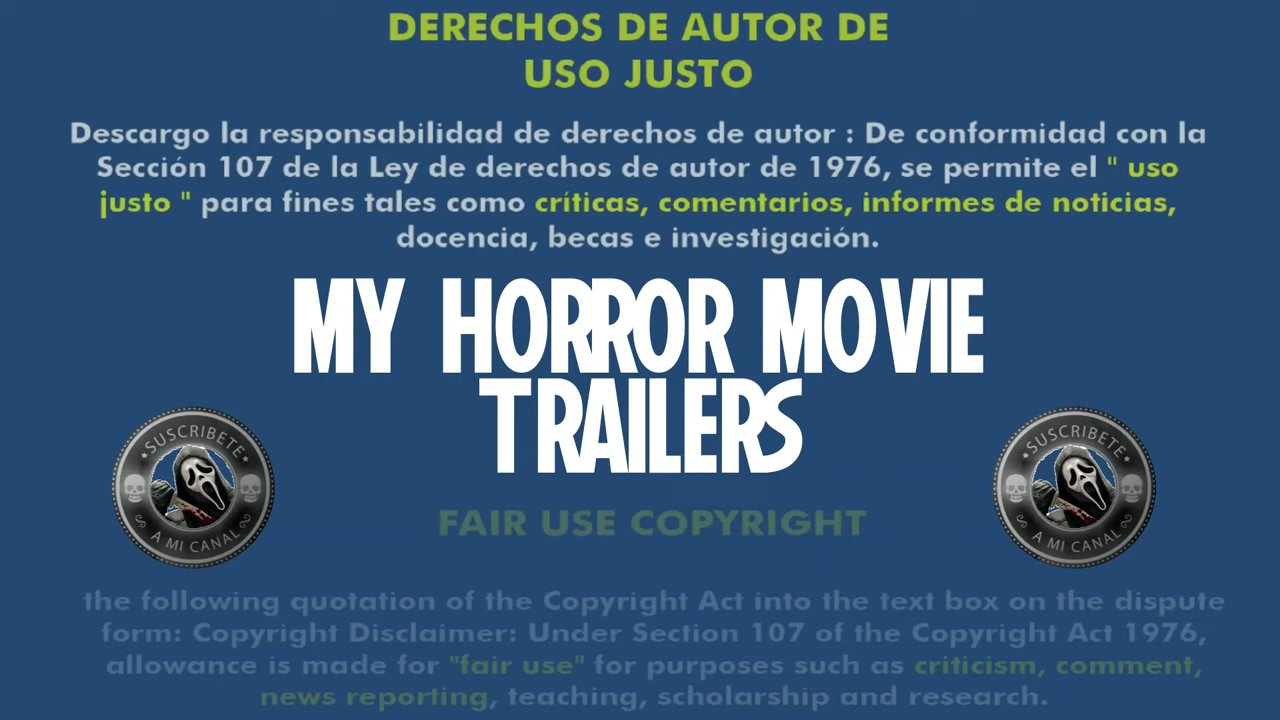 DERECHOS DE AUTOR DE
USO JUSTO
Descargo la responsabilidad de derechos de autor : De conformidad con la
Sección 107 de la Ley de derechos de autor de 1976, se permite el " uso
justo " para fines tales como críticas, comentarios, informes de noticias,
docencia, becas e investigación.
MY HORROR MOVIE
TRAILERS
SUSCRIBETE
A MI CANAL
SUSCRIBETE
A MI CANAL
FAIR USE COPYRIGHT
the following quotation of the Copyright Act into the text box on the dispute
form: Copyright Disclaimer: Under Section 107 of the Copyright Act 1976,
allowance is made for "fair use" for purposes such as criticism, comment,
news reporting, teaching, scholarship and research.